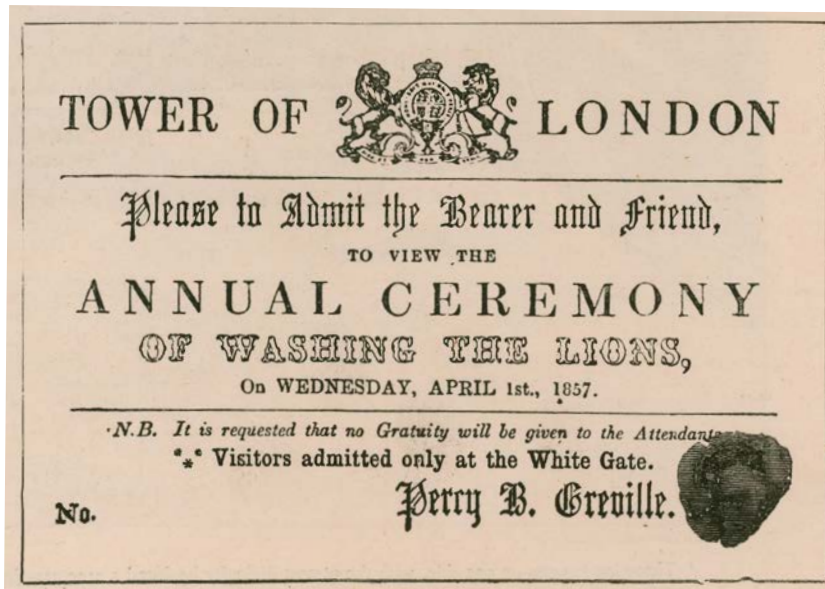 TOWER OF LONDON
Please to Admit the Bearer and Friend,
TO VIEW THE
ANNUAL CEREMONY
OF WASHING THE LIONS,
On WEDNESDAY, APRIL 1st., 1857.
N.B. It is requested that no Gratuity will be given to the
*** Visitors admitted only at the White Gate.
No.
Percy B. Greville.